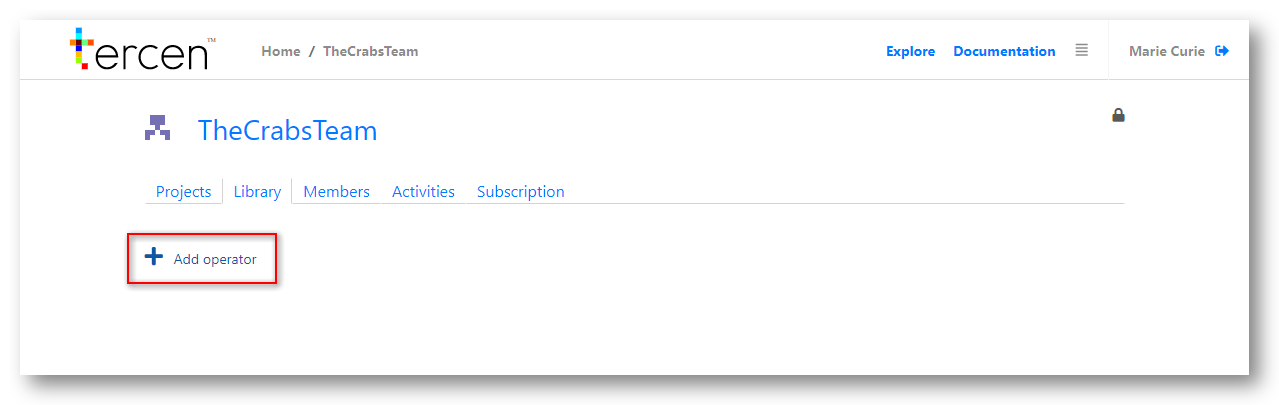 tercen™ Home / TheCrabsTeam Explore Documentation Marie Curie
TheCrabsTeam
Projects Library Members Activities Subscription
Add operator